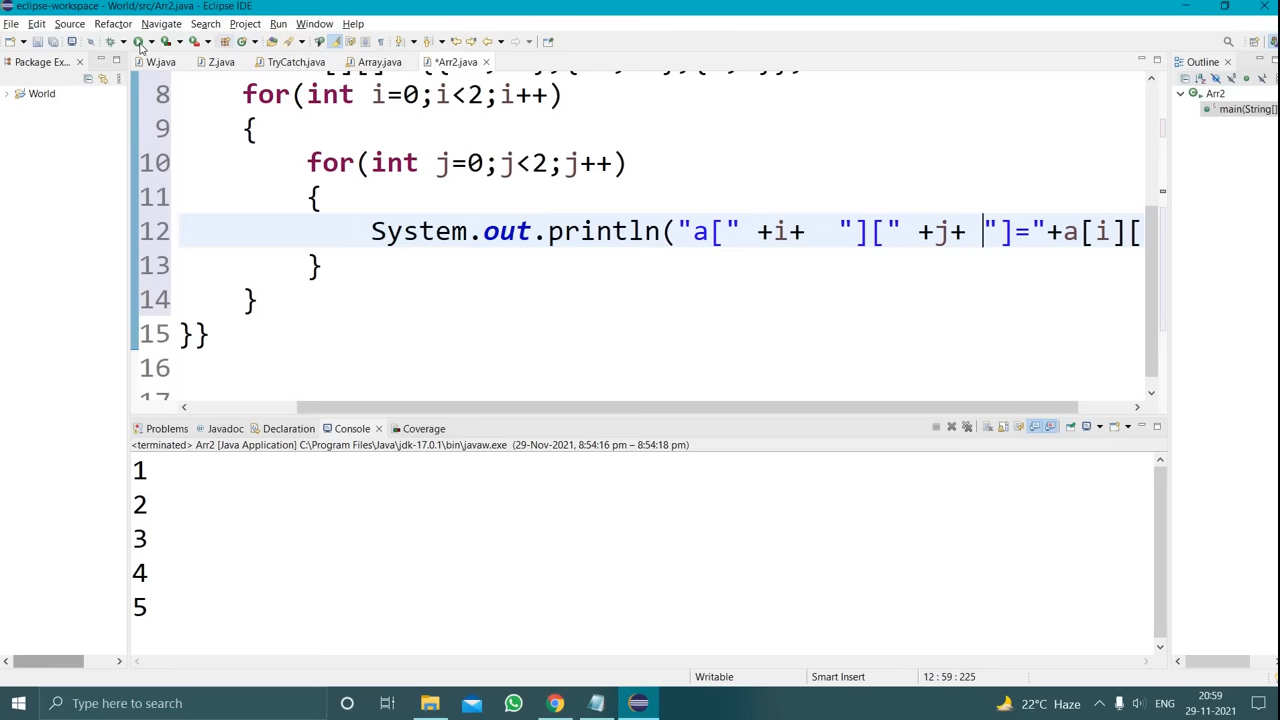 eclipse-workspace - World/src/Arr2.java - Eclipse IDE
File Edit Source Refactor Navigate Search Project Run Window Help
Package Ex... W.java Z.java TryCatch.java Array.java *Arr2.java Outline
World
Arr2
main(String[]
8 for(int i=0;i<2;i++)
9 {
10 for(int j=0;j<2;j++)
11 {
12 System.out.println("a[" +i+ "][" +j+ "]="+a[i][
13 }
14 }
15 }}
16
17
Problems Javadoc Declaration Console Coverage
<terminated> Arr2 [Java Application] C:\Program Files\Java\jdk-17.0.1\bin\javaw.exe (29-Nov-2021, 8:54:16 pm – 8:54:18 pm)
1
2
3
4
5
Writable Smart Insert 12 : 59 : 225
Type here to search 22°C Haze 20:59
29-11-2021